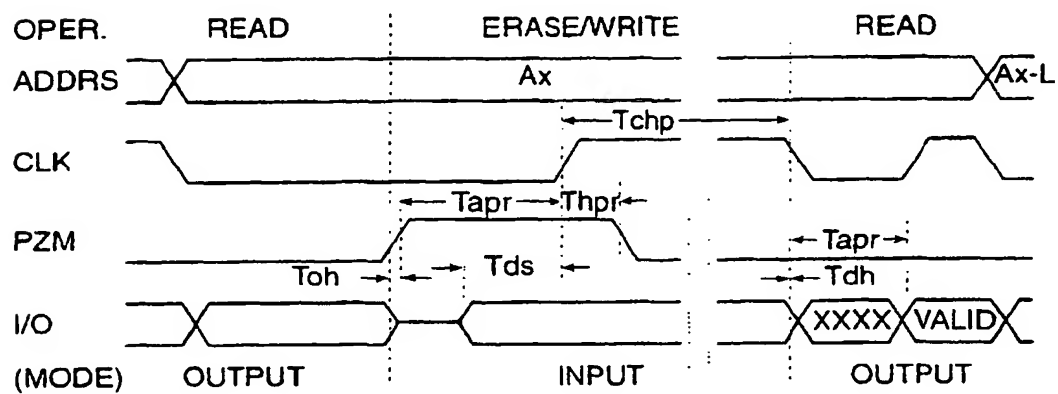 OPER. READ ERASE/WRITE READ
ADDRS Ax Ax-L
Tchp
CLK
Tapr Thpr
PZM Tapr
Toh Tds Tdh
I/O XXXX VALID
(MODE) OUTPUT INPUT OUTPUT